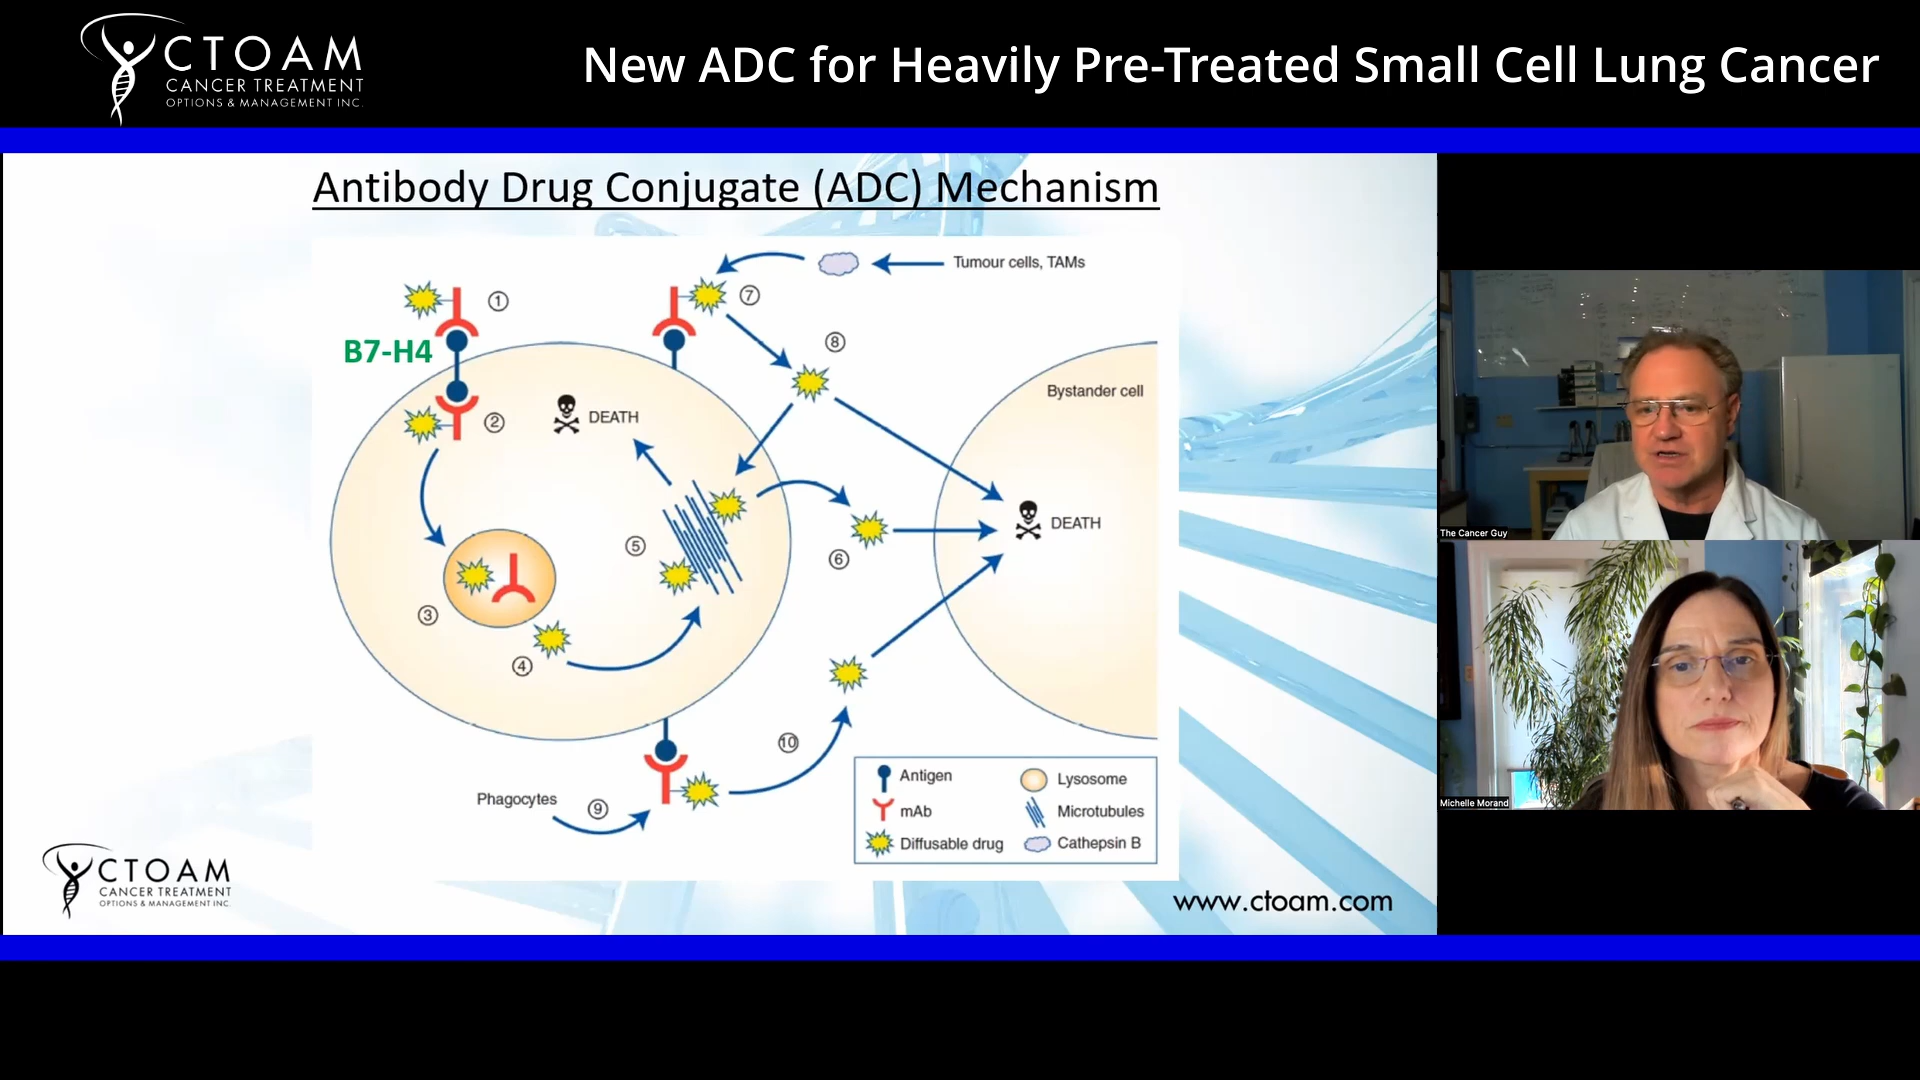 CTOAM
CANCER TREATMENT
OPTIONS & MANAGEMENT INC.
New ADC for Heavily Pre-Treated Small Cell Lung Cancer
Antibody Drug Conjugate (ADC) Mechanism
Tumour cells, TAMs
1
7
8
B7-H4
Bystander cell
2
DEATH
5
6
DEATH
3
4
10
Phagocytes
9
Antigen
Lysosome
mAb
Microtubules
Diffusable drug
Cathepsin B
CTOAM
CANCER TREATMENT
OPTIONS & MANAGEMENT INC.
www.ctoam.com
The Cancer Guy
Michelle Morand